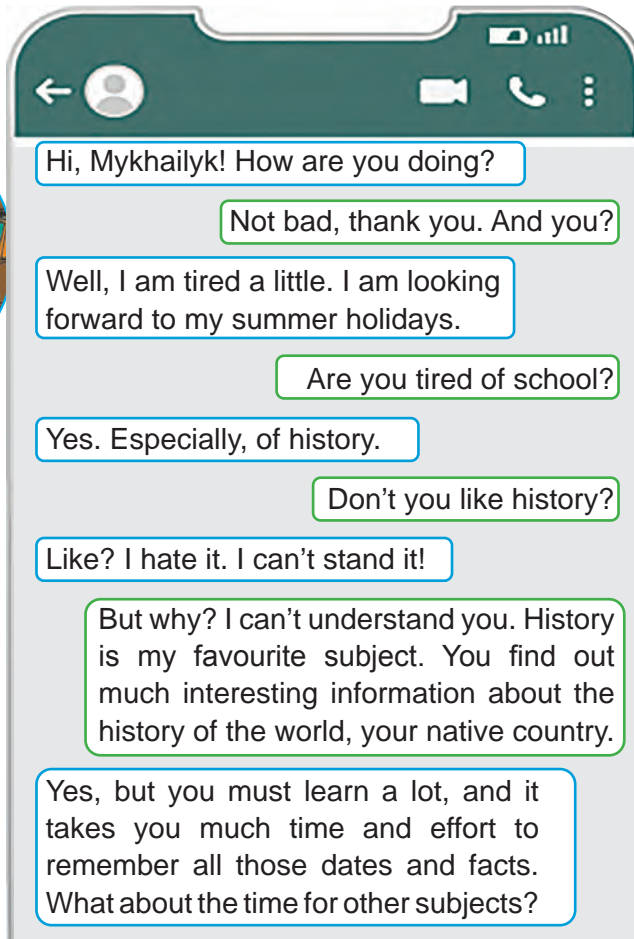 Hi, Mykhailyk! How are you doing?
Not bad, thank you. And you?
Well, I am tired a little. I am looking
forward to my summer holidays.
Are you tired of school?
Yes. Especially, of history.
Don’t you like history?
Like? I hate it. I can’t stand it!
But why? I can’t understand you. History
is my favourite subject. You find out
much interesting information about the
history of the world, your native country.
Yes, but you must learn a lot, and it
takes you much time and effort to
remember all those dates and facts.
What about the time for other subjects?